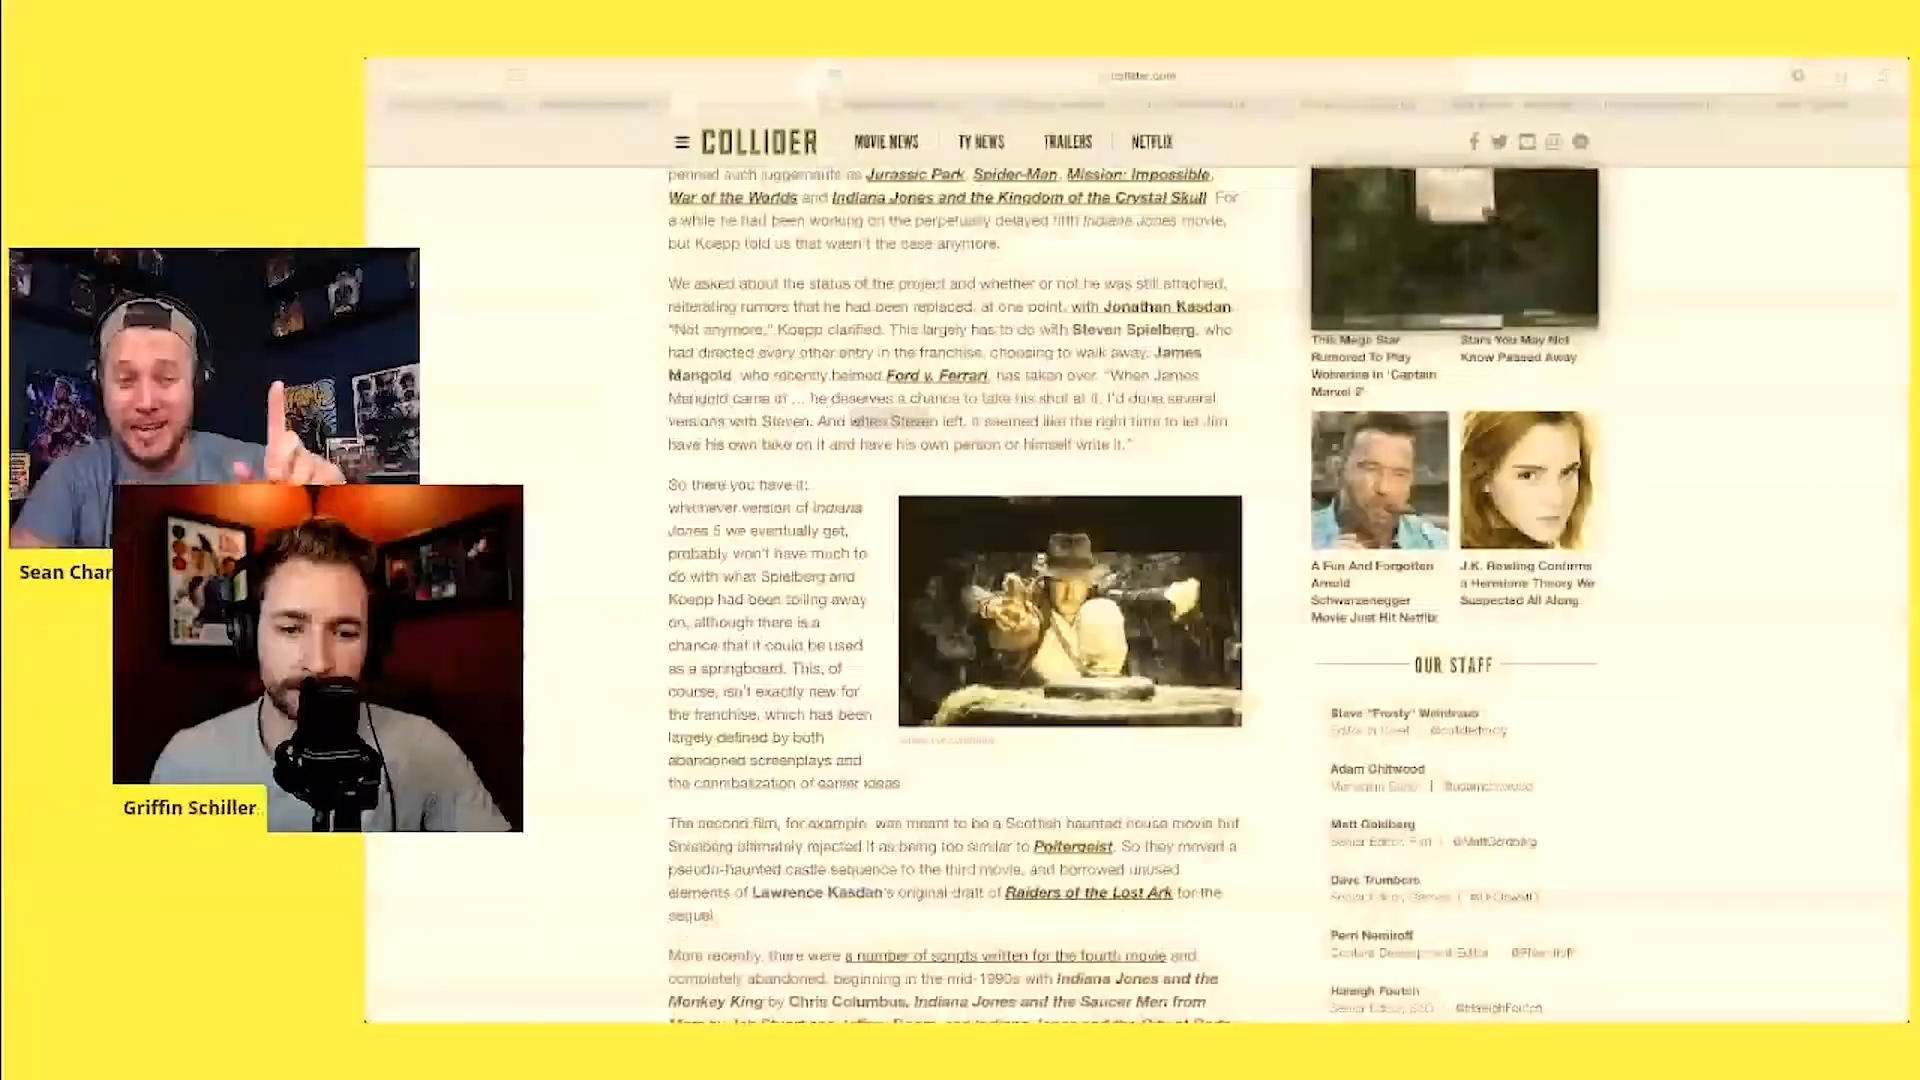 collider.com
COLLIDER
MOVIE NEWS
TV NEWS
TRAILERS
NETFLIX
penned such juggernauts as Jurassic Park, Spider-Man, Mission: Impossible,
War of the Worlds and Indiana Jones and the Kingdom of the Crystal Skull. For
a while he had been working on the perpetually delayed fifth Indiana Jones movie,
but Koepp told us that wasn't the case anymore.
We asked about the status of the project and whether or not he was still attached,
reiterating rumors that he had been replaced, at one point, with Jonathan Kasdan.
"Not anymore," Koepp clarified. This largely has to do with Steven Spielberg, who
had directed every other entry in the franchise, choosing to walk away. James
Mangold, who recently helmed Ford v. Ferrari, has taken over. "When James
Mangold came in ... he deserves a chance to take his shot at it. I'd done several
versions with Steven. And when Steven left, it seemed like the right time to let Jim
have his own take on it and have his own person or himself write it."
So there you have it:
whichever version of Indiana
Jones 5 we eventually get,
probably won't have much to
do with what Spielberg and
Koepp had been toiling away
on, although there is a
chance that it could be used
as a springboard. This, of
course, isn't exactly new for
the franchise, which has been
largely defined by both
abandoned screenplays and
the cannibalization of earlier ideas.
The second film, for example, was meant to be a Scottish haunted house movie but
Spielberg ultimately rejected it as being too similar to Poltergeist. So they moved a
pseudo-haunted castle sequence to the third movie, and borrowed unused
elements of Lawrence Kasdan's original draft of Raiders of the Lost Ark for the
sequel.
More recently, there were a number of scripts written for the fourth movie and
completely abandoned, beginning in the mid-1990s with Indiana Jones and the
Monkey King by Chris Columbus, Indiana Jones and the Saucer Men from
This Mega Star
Rumored To Play
Wolverine In 'Captain
Marvel 2'
Stars You May Not
Know Passed Away
A Fun And Forgotten
Arnold
Schwarzenegger
Movie Just Hit Netflix
J.K. Rowling Confirms
a Hermione Theory We
Suspected All Along
OUR STAFF
Steve "Frosty" Weintraub
Editor in Chief
Adam Chitwood
Managing Editor | @adamchitwood
Matt Goldberg
Senior Editor, Film | @MattGoldberg
Dave Trumbore
Perri Nemiroff
Content Development Editor
Haleigh Foutch
@HaleighFoutch
Sean Char
Griffin Schiller